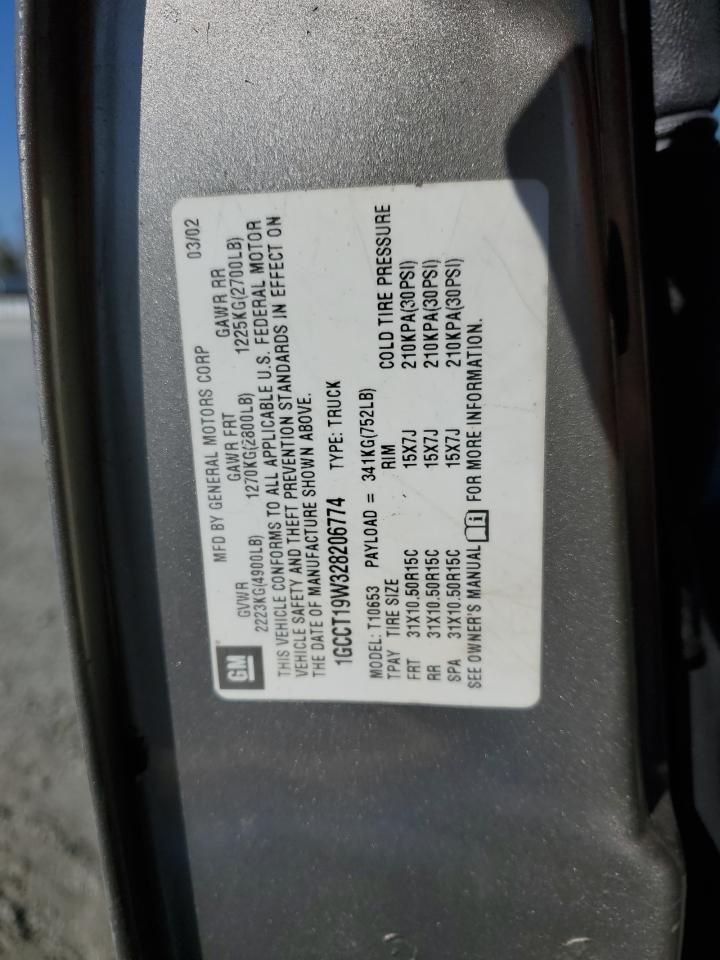 GM
MFD BY GENERAL MOTORS CORP 03/02
GVWR GAWR FRT GAWR RR
2223KG(4900LB) 1270KG(2800LB) 1225KG(2700LB)
THIS VEHICLE CONFORMS TO ALL APPLICABLE U.S. FEDERAL MOTOR
VEHICLE SAFETY AND THEFT PREVENTION STANDARDS IN EFFECT ON
THE DATE OF MANUFACTURE SHOWN ABOVE.
1GCCT19W328206774 TYPE: TRUCK
MODEL: T10653 PAYLOAD = 341KG(752LB)
TPAY TIRE SIZE RIM COLD TIRE PRESSURE
FRT 31X10.50R15C 15X7J 210KPA(30PSI)
RR 31X10.50R15C 15X7J 210KPA(30PSI)
SPA 31X10.50R15C 15X7J 210KPA(30PSI)
SEE OWNER'S MANUAL i FOR MORE INFORMATION.